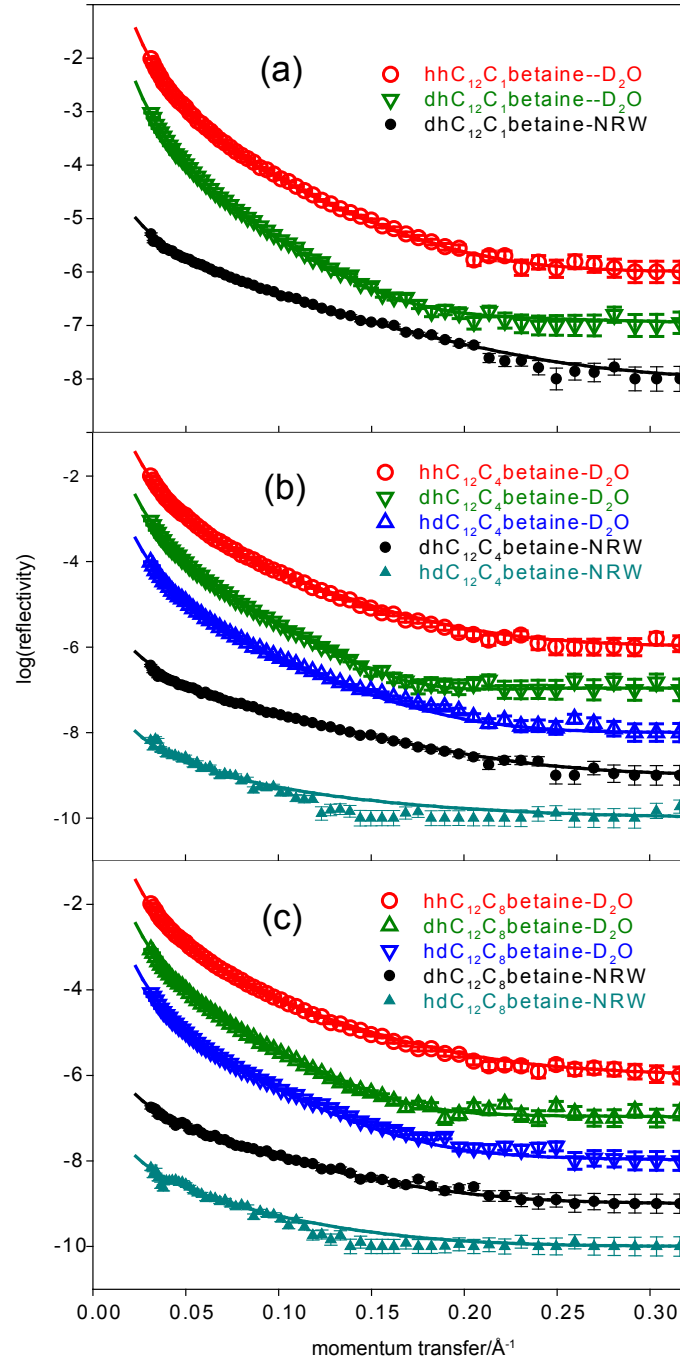 (a)
hhC₁₂C₁betaine--D₂O
dhC₁₂C₁betaine--D₂O
dhC₁₂C₁betaine-NRW
-2
-3
-4
-5
-6
-7
-8
(b)
hhC₁₂C₄betaine-D₂O
dhC₁₂C₄betaine-D₂O
hdC₁₂C₄betaine-D₂O
dhC₁₂C₄betaine-NRW
hdC₁₂C₄betaine-NRW
-2
-4
-6
-8
-10
log(reflectivity)
(c)
hhC₁₂C₈betaine-D₂O
dhC₁₂C₈betaine-D₂O
hdC₁₂C₈betaine-D₂O
dhC₁₂C₈betaine-NRW
hdC₁₂C₈betaine-NRW
-2
-4
-6
-8
-10
0.00 0.05 0.10 0.15 0.20 0.25 0.30
momentum transfer/Å⁻¹